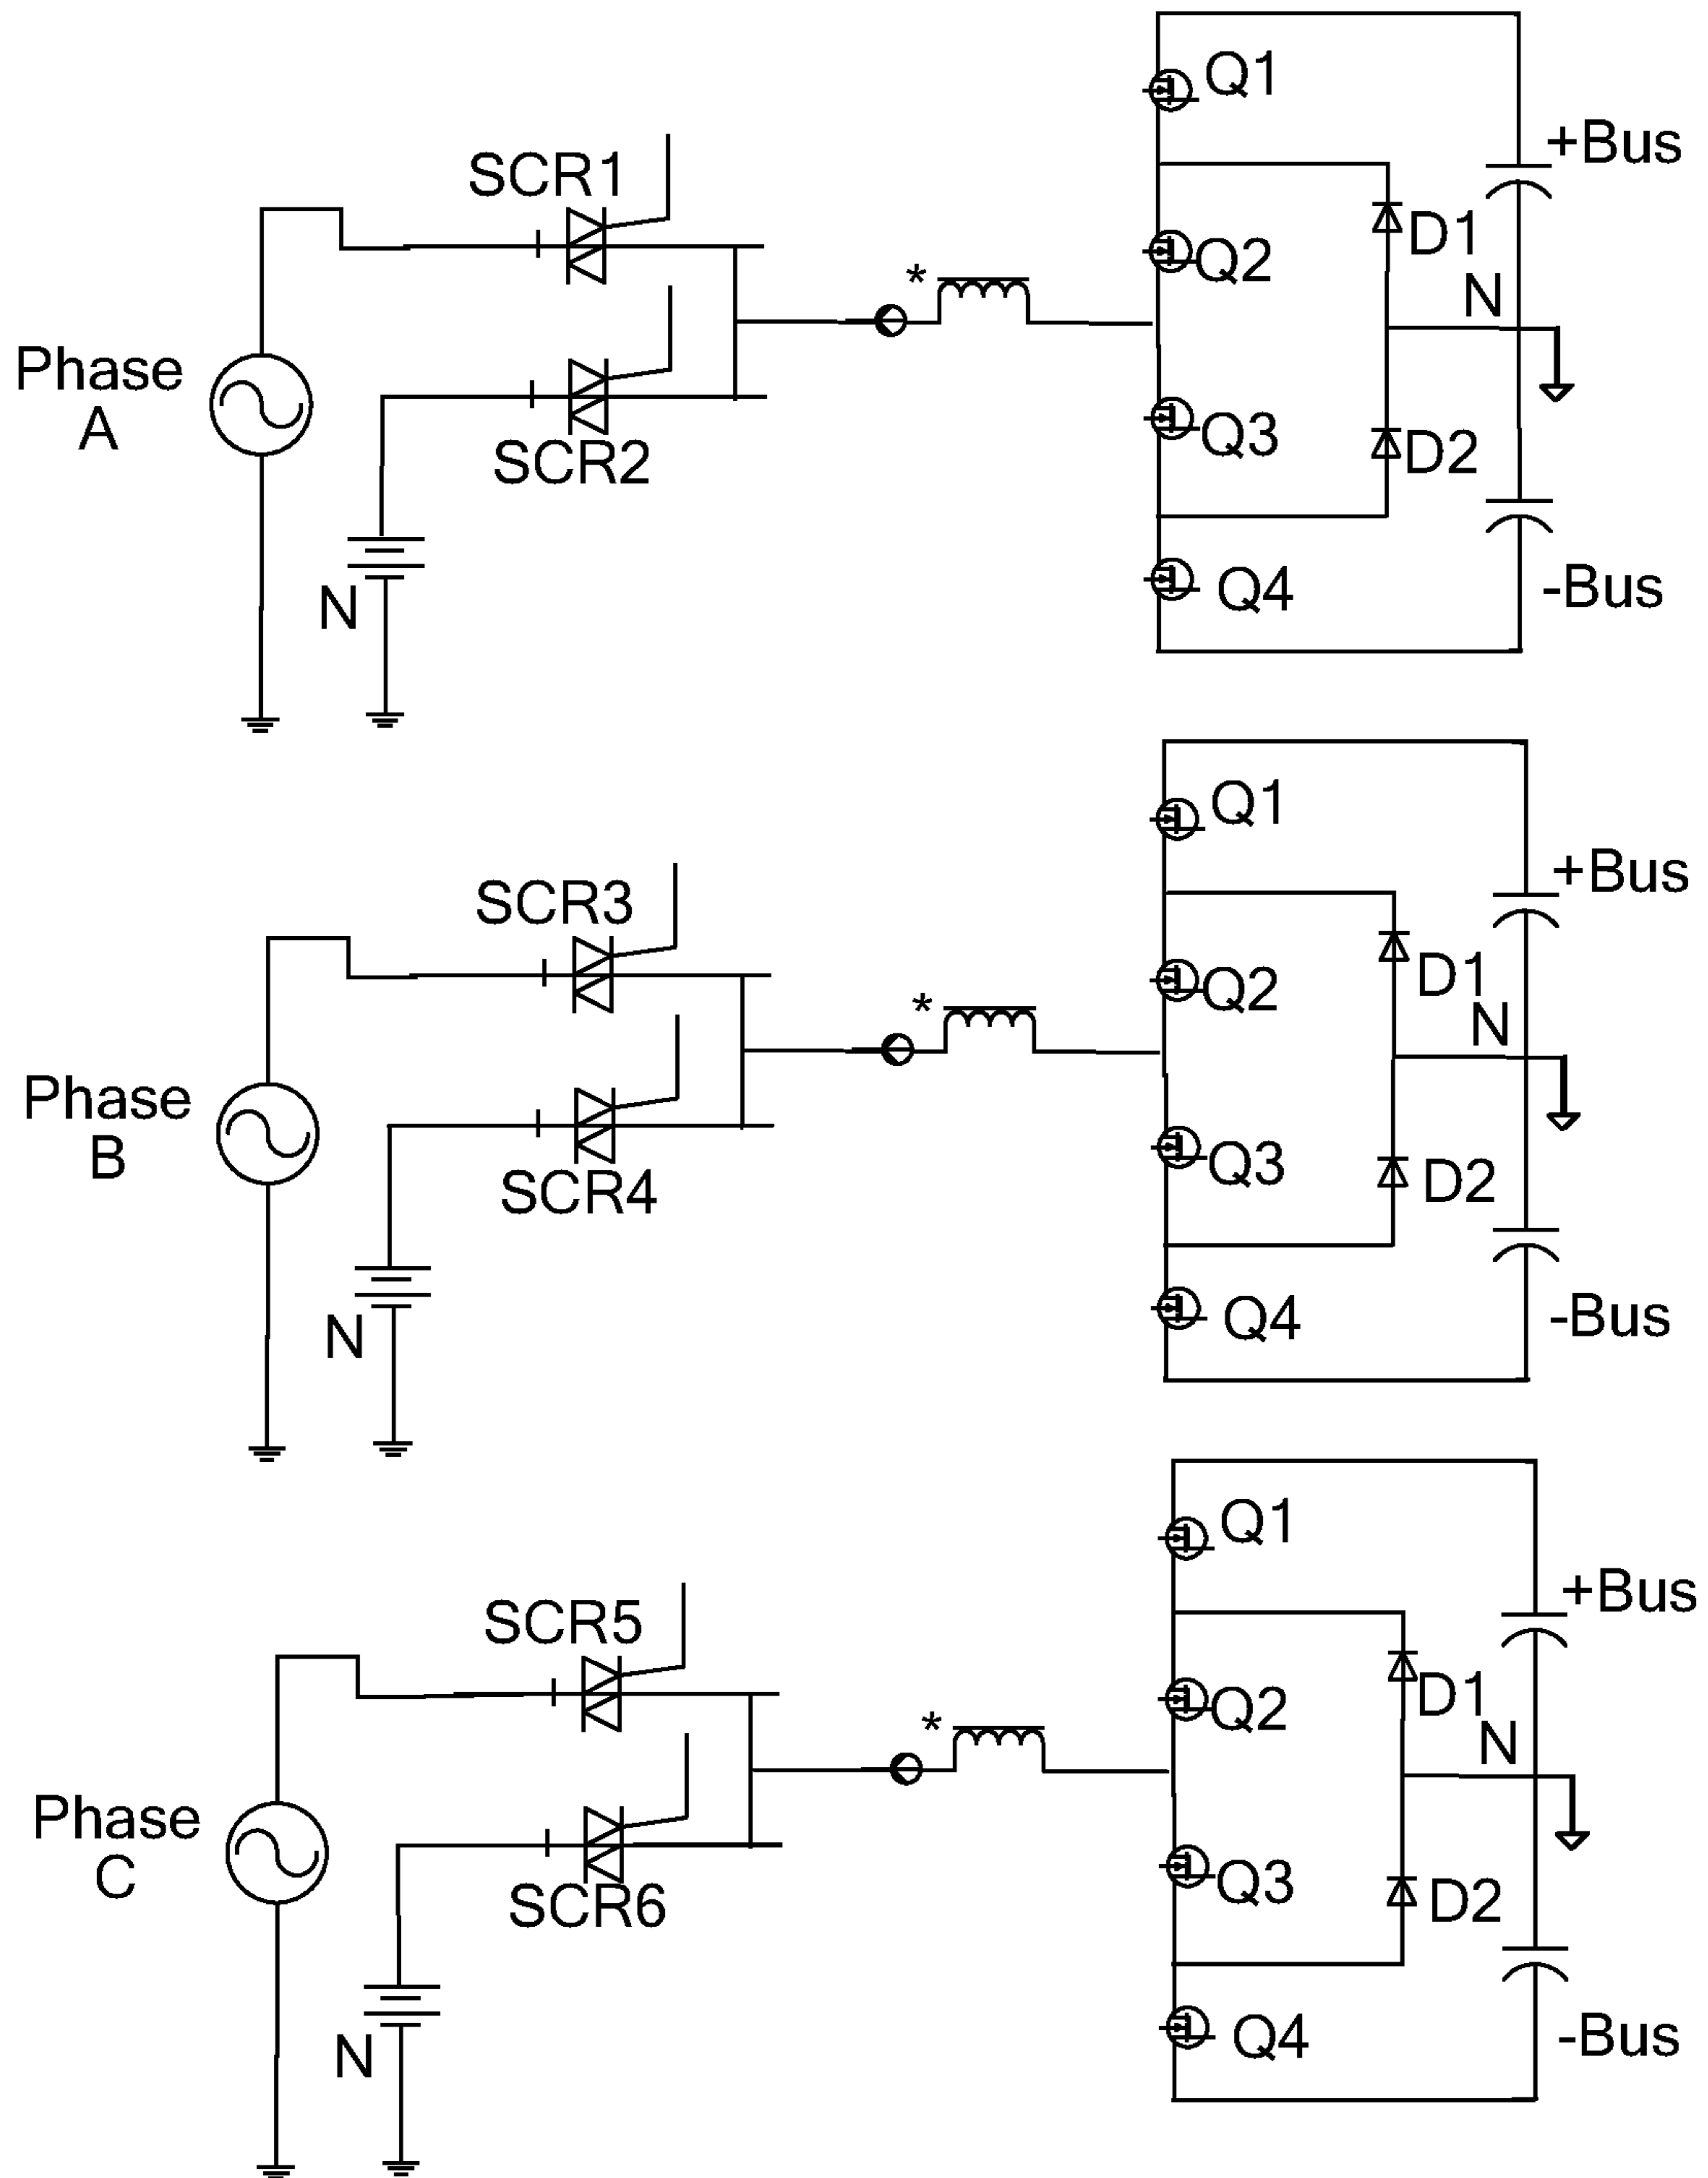 Q1
+Bus
SCR1
Q2
D1
N
*
Phase
A
SCR2
Q3
D2
N
Q4
-Bus
Q1
+Bus
SCR3
Q2
D1
N
*
Phase
B
SCR4
Q3
D2
N
Q4
-Bus
Q1
+Bus
SCR5
Q2
D1
N
*
Phase
C
SCR6
Q3
D2
N
Q4
-Bus